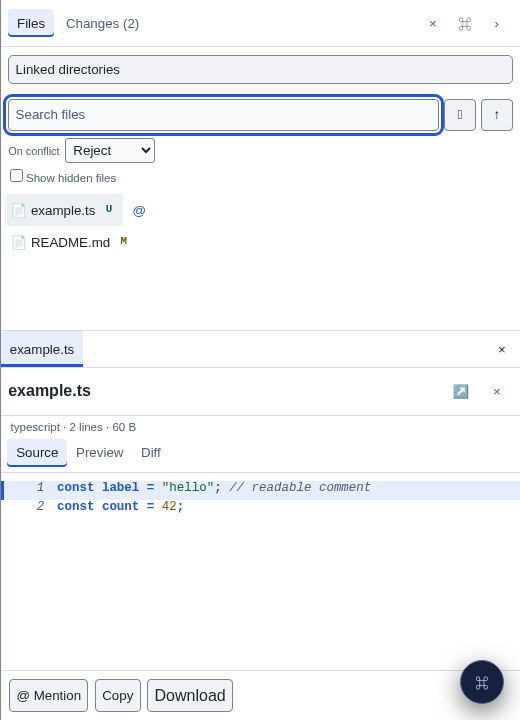 Files Changes (2) × ⌘ ›
Linked directories
Search files ↑
On conflict Reject
Show hidden files
example.ts U @
README.md M
example.ts ×
example.ts ↗ ×
typescript · 2 lines · 60 B
Source Preview Diff
1 const label = "hello"; // readable comment
2 const count = 42;
@ Mention Copy Download ⌘